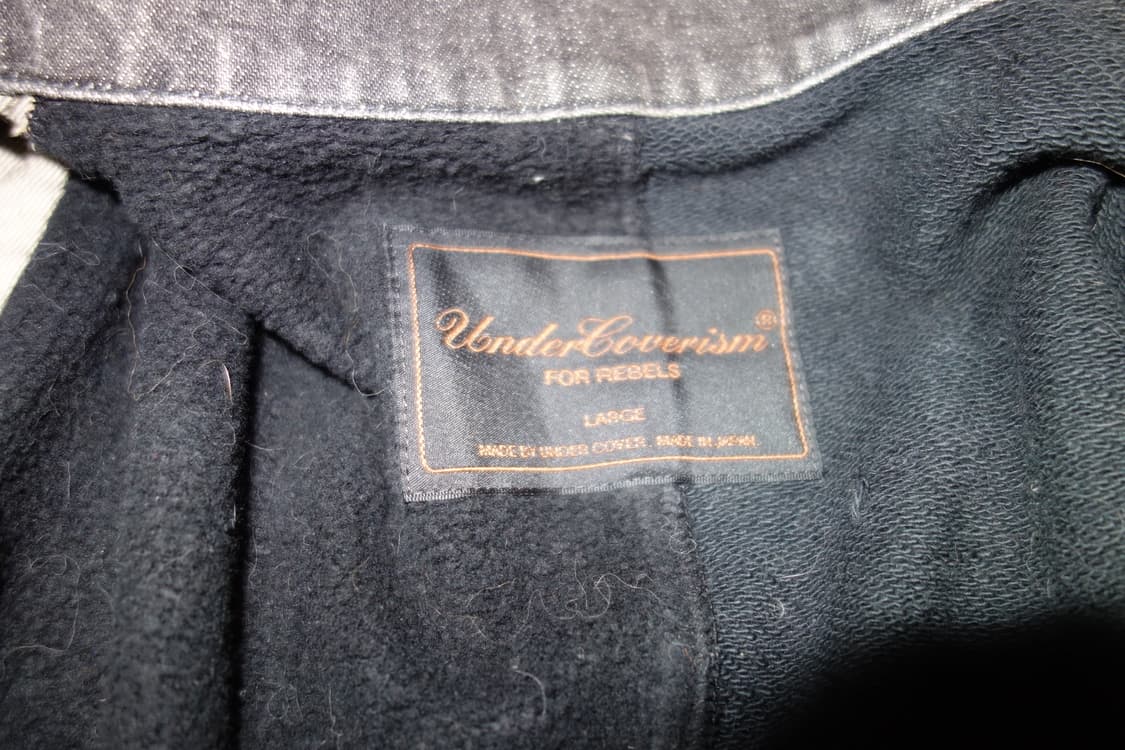 UnderCoverism®
FOR REBELS
LARGE
MADE BY UNDER COVER. MADE IN JAPAN.